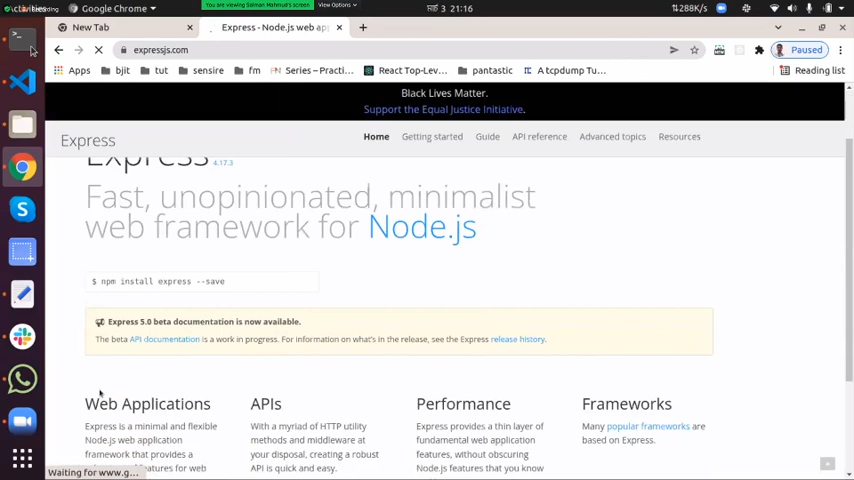 Google Chrome
You are viewing Salman Mahmud's screen
View Options
মার্চ 3 21:16
288K/s
New Tab
Express - Node.js web ap
expressjs.com
Paused
Apps
bjit
tut
sensire
fm
Series – Practi...
React Top-Lev...
pantastic
A tcpdump Tu...
Reading list
Black Lives Matter.
Support the Equal Justice Initiative.
Express
Home
Getting started
Guide
API reference
Advanced topics
Resources
Express 4.17.3
Fast, unopinionated, minimalist
web framework for Node.js
$ npm install express --save
Express 5.0 beta documentation is now available.
The beta API documentation is a work in progress. For information on what's in the release, see the Express release history.
Web Applications
Express is a minimal and flexible
Node.js web application
framework that provides a
APIs
With a myriad of HTTP utility
methods and middleware at
your disposal, creating a robust
API is quick and easy.
Performance
Express provides a thin layer of
fundamental web application
features, without obscuring
Node.js features that you know
Frameworks
Many popular frameworks are
based on Express.
Waiting for www.g...